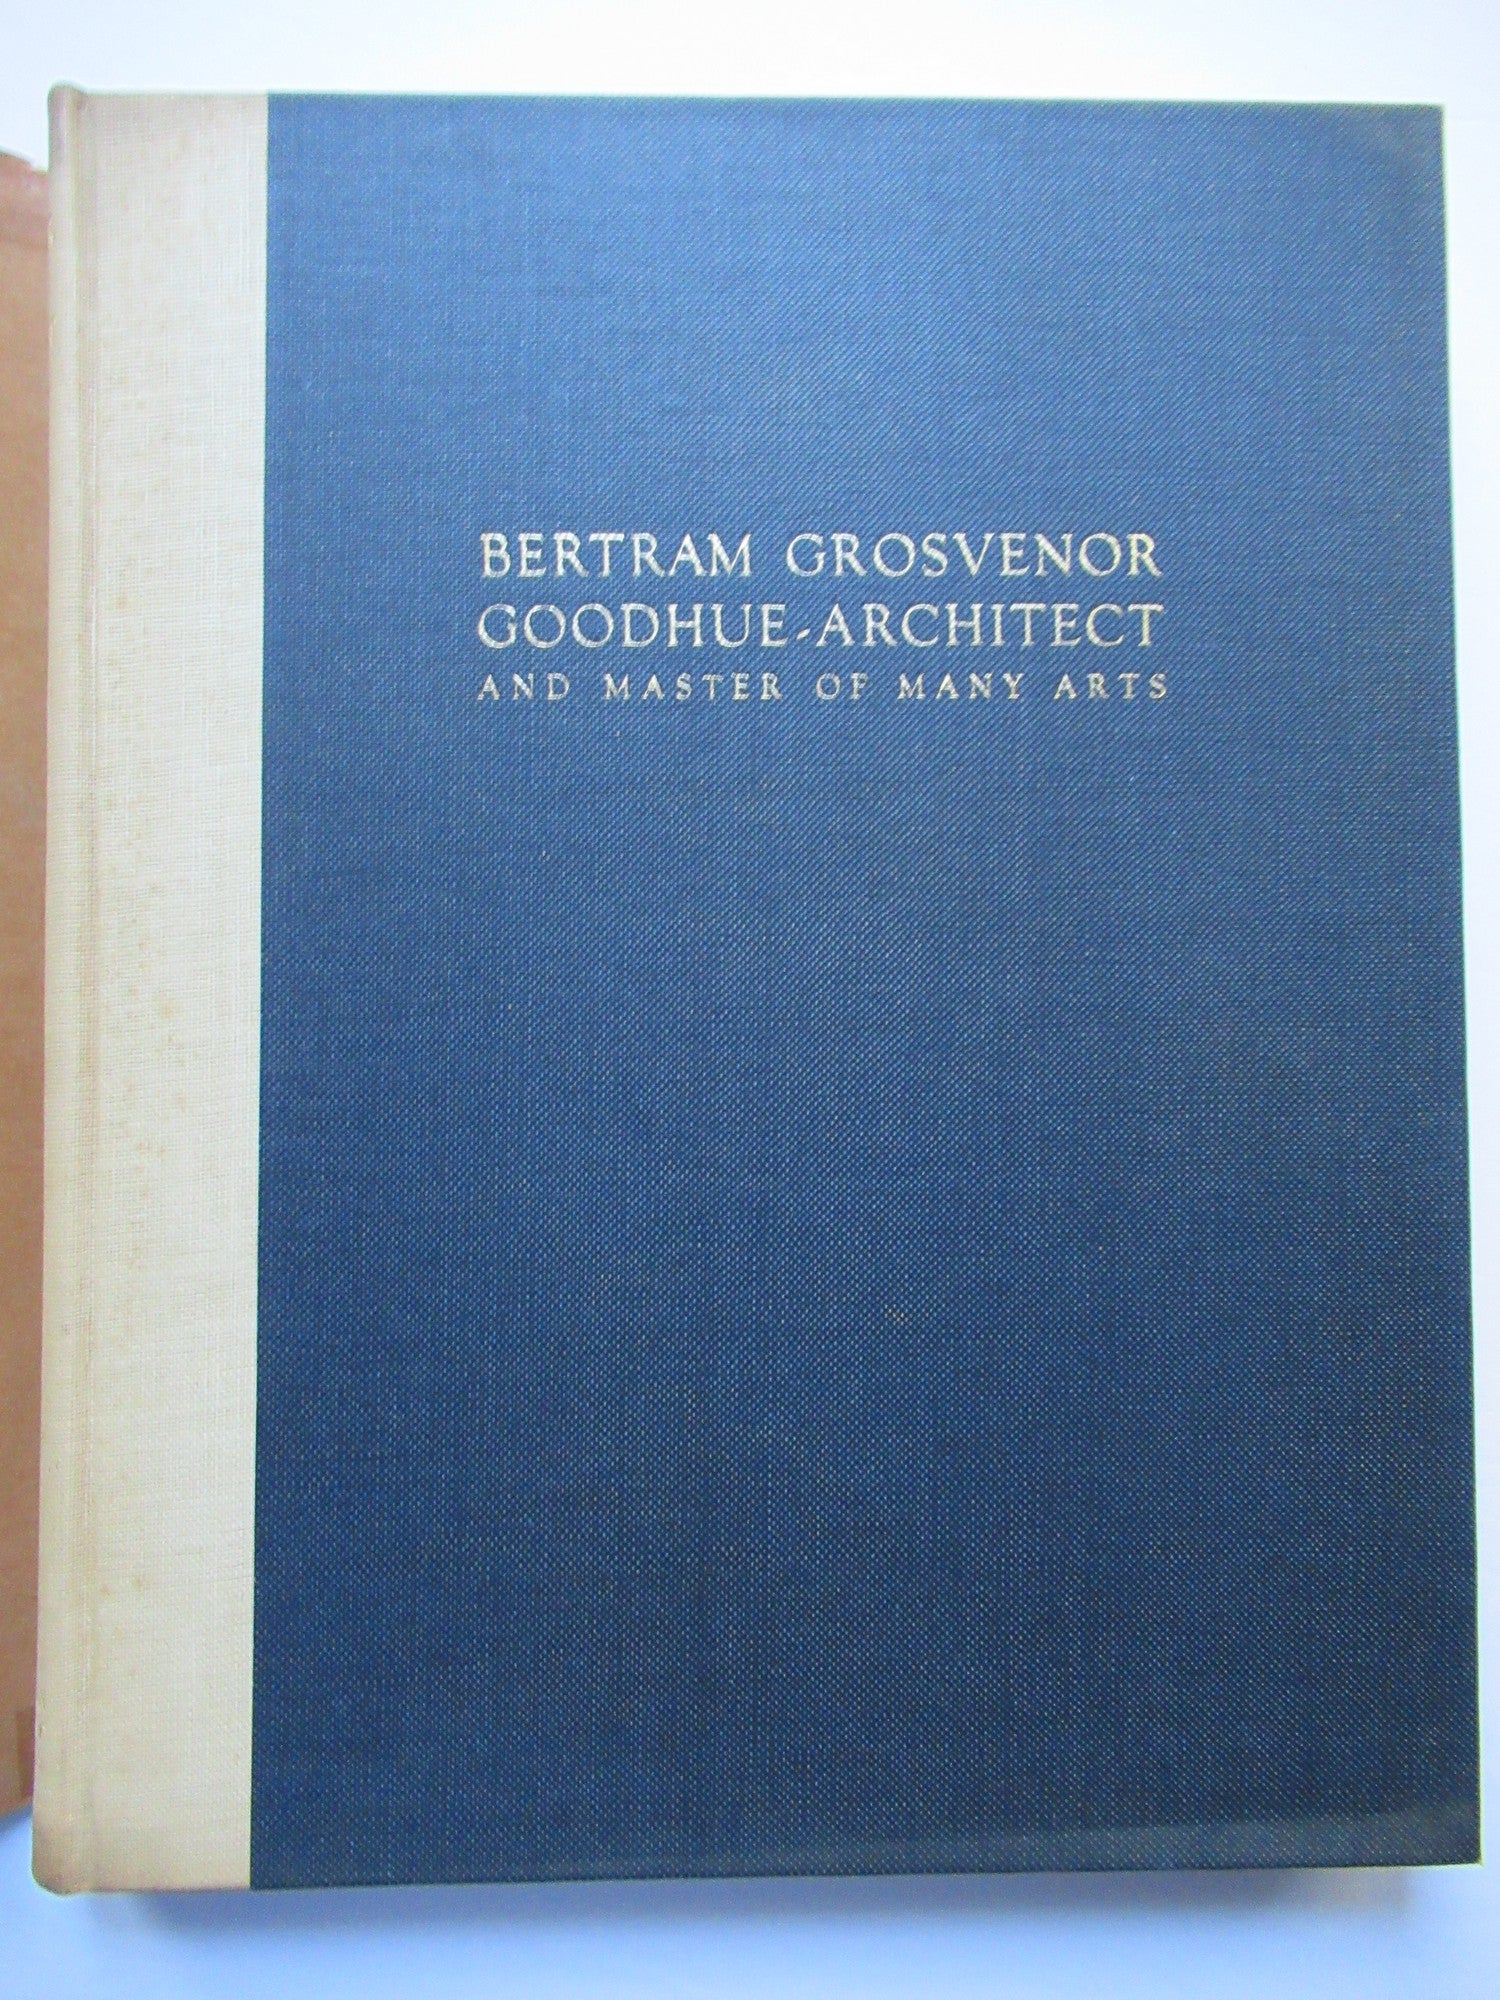 BERTRAM GROSVENOR
GOODHUE-ARCHITECT
AND MASTER OF MANY ARTS